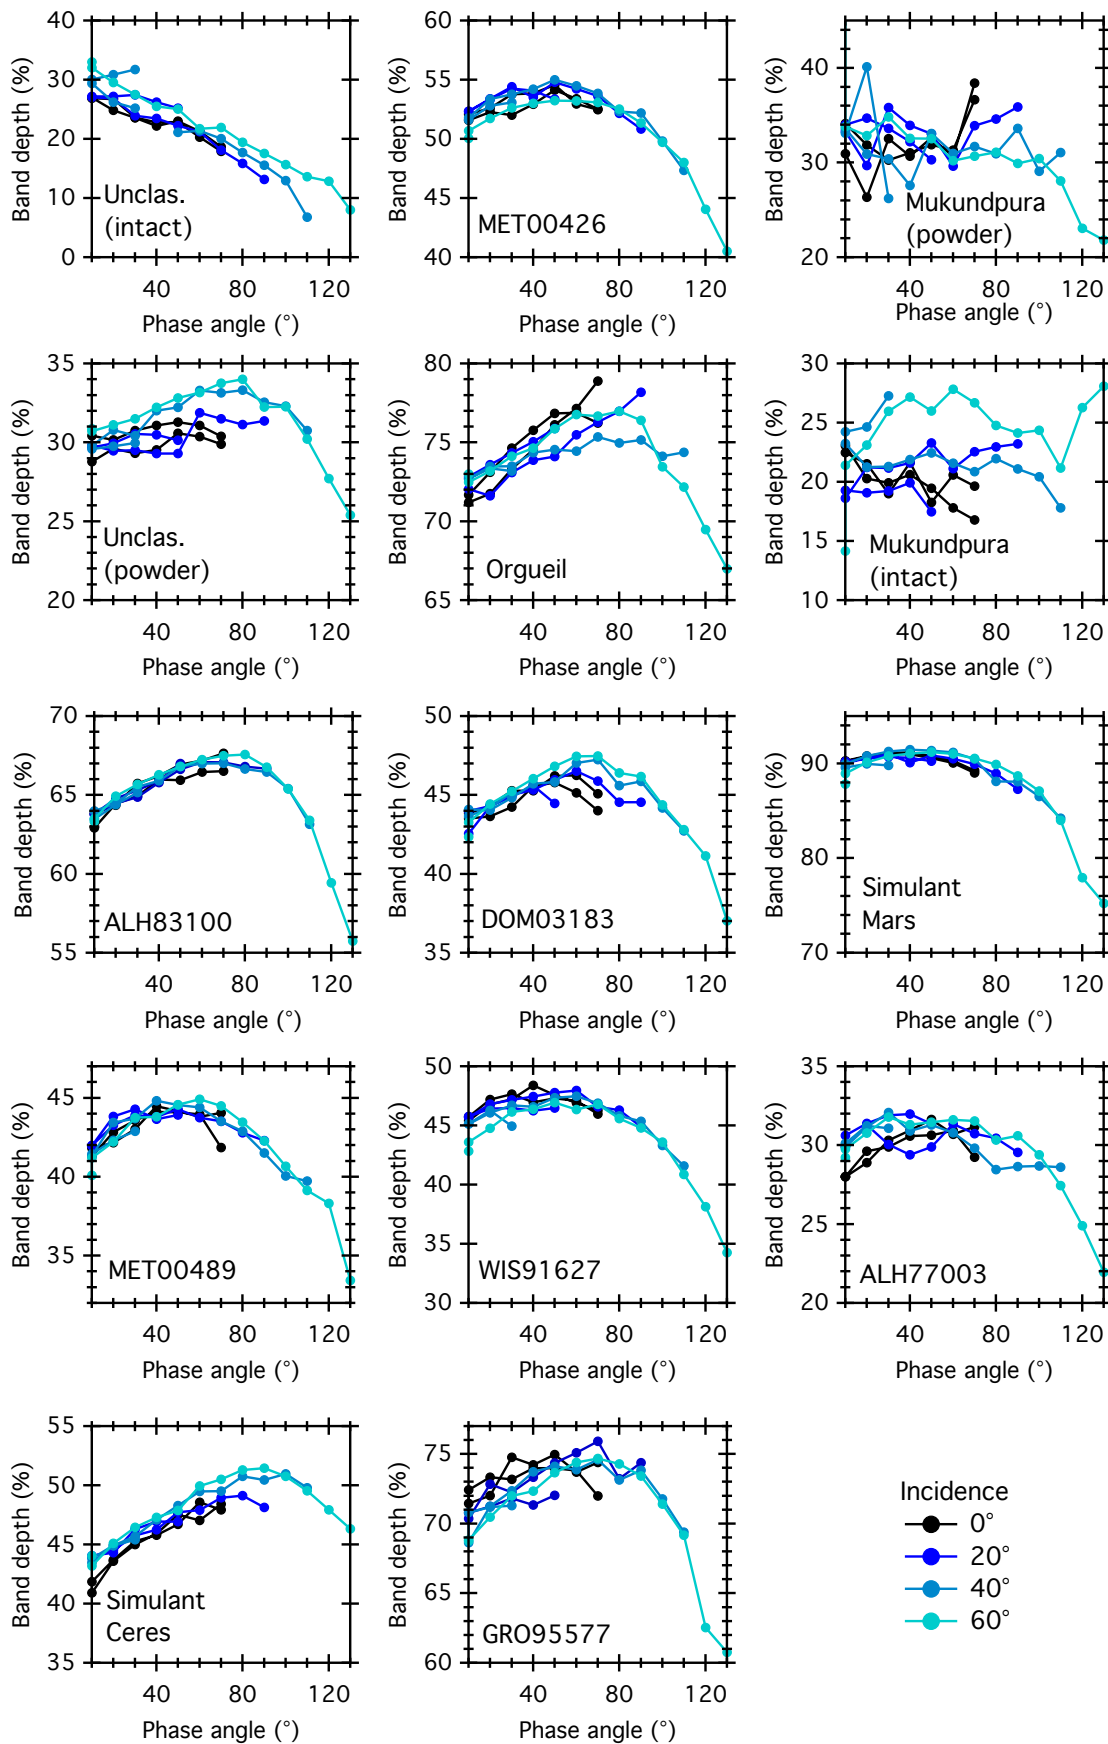 40
30
20
10
0
Band depth (%)
Unclas.
(intact)
40 80 120
Phase angle (°)
60
55
50
45
40
Band depth (%)
MET00426
40 80 120
Phase angle (°)
40
30
20
Band depth (%)
Mukundpura
(powder)
40 80 120
Phase angle (°)
35
30
25
20
Band depth (%)
Unclas.
(powder)
40 80 120
Phase angle (°)
80
75
70
65
Band depth (%)
Orgueil
40 80 120
Phase angle (°)
30
25
20
15
10
Band depth (%)
Mukundpura
(intact)
40 80 120
Phase angle (°)
70
65
60
55
Band depth (%)
ALH83100
40 80 120
Phase angle (°)
50
45
40
35
Band depth (%)
DOM03183
40 80 120
Phase angle (°)
90
80
70
Band depth (%)
Simulant
Mars
40 80 120
Phase angle (°)
45
40
35
Band depth (%)
MET00489
40 80 120
Phase angle (°)
50
45
40
35
30
Band depth (%)
WIS91627
40 80 120
Phase angle (°)
35
30
25
20
Band depth (%)
ALH77003
40 80 120
Phase angle (°)
55
50
45
40
35
Band depth (%)
Simulant
Ceres
40 80 120
Phase angle (°)
75
70
65
60
Band depth (%)
GRO95577
40 80 120
Phase angle (°)
Incidence
0°
20°
40°
60°